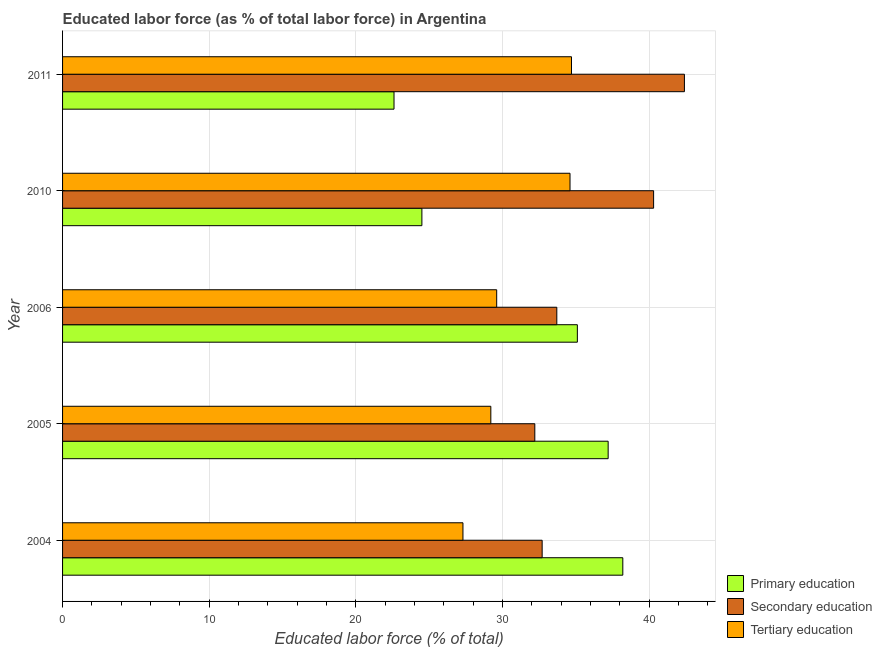 Educated labor force (as % of total labor force) in Argentina
2011
2010
2006
2005
2004
Year
0
10
20
30
40
Educated labor force (% of total)
Primary education
Secondary education
Tertiary education